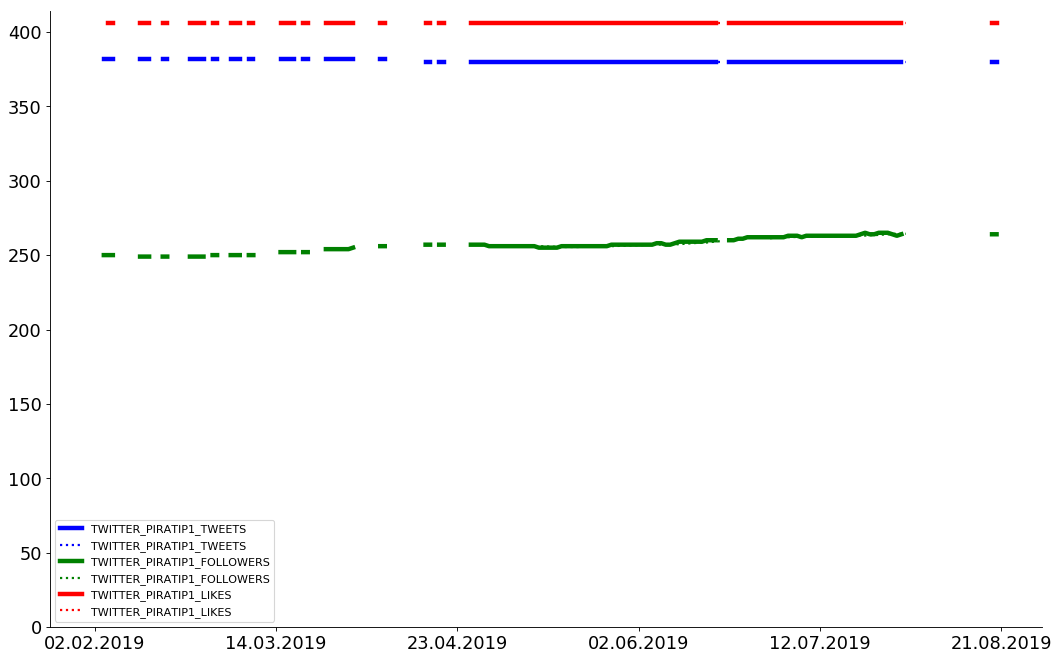 400
350
300
250
200
150
100
50
0
TWITTER_PIRATIP1_TWEETS
TWITTER_PIRATIP1_TWEETS
TWITTER_PIRATIP1_FOLLOWERS
TWITTER_PIRATIP1_FOLLOWERS
TWITTER_PIRATIP1_LIKES
TWITTER_PIRATIP1_LIKES
02.02.2019 14.03.2019 23.04.2019 02.06.2019 12.07.2019 21.08.2019